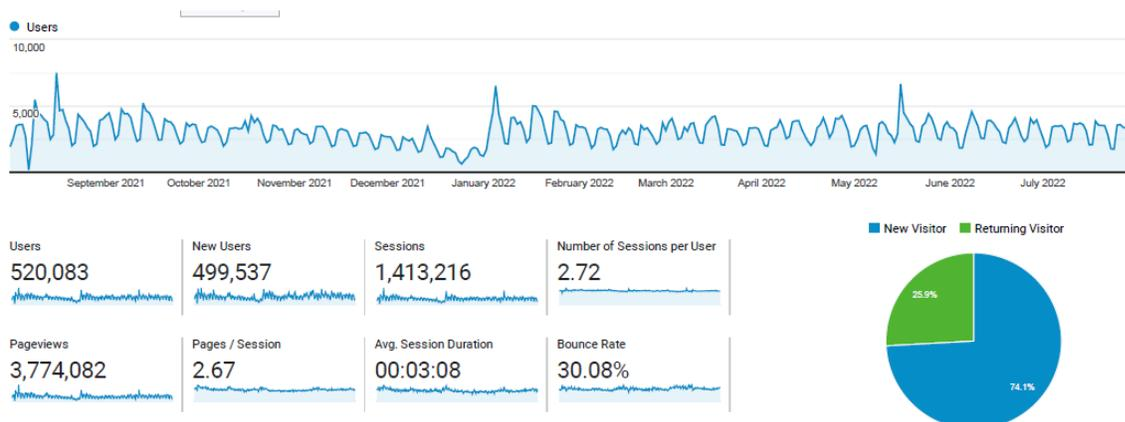 Users
10,000
5,000
September 2021 October 2021 November 2021 December 2021 January 2022 February 2022 March 2022 April 2022 May 2022 June 2022 July 2022
New Visitor Returning Visitor
Users New Users Sessions Number of Sessions per User
520,083 499,537 1,413,216 2.72
25.9%
Pageviews Pages / Session Avg. Session Duration Bounce Rate
3,774,082 2.67 00:03:08 30.08%
74.1%